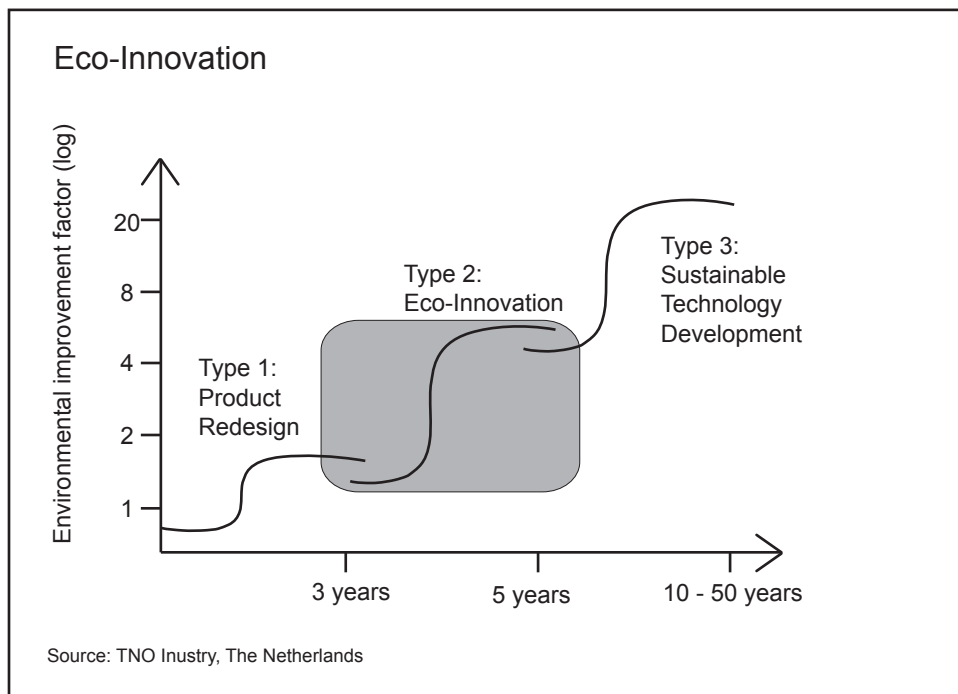 Eco-Innovation
Environmental improvement factor (log)
20
8
4
2
1
Type 1:
Product
Redesign
Type 2:
Eco-Innovation
Type 3:
Sustainable
Technology
Development
3 years
5 years
10 - 50 years
Source: TNO Inustry, The Netherlands